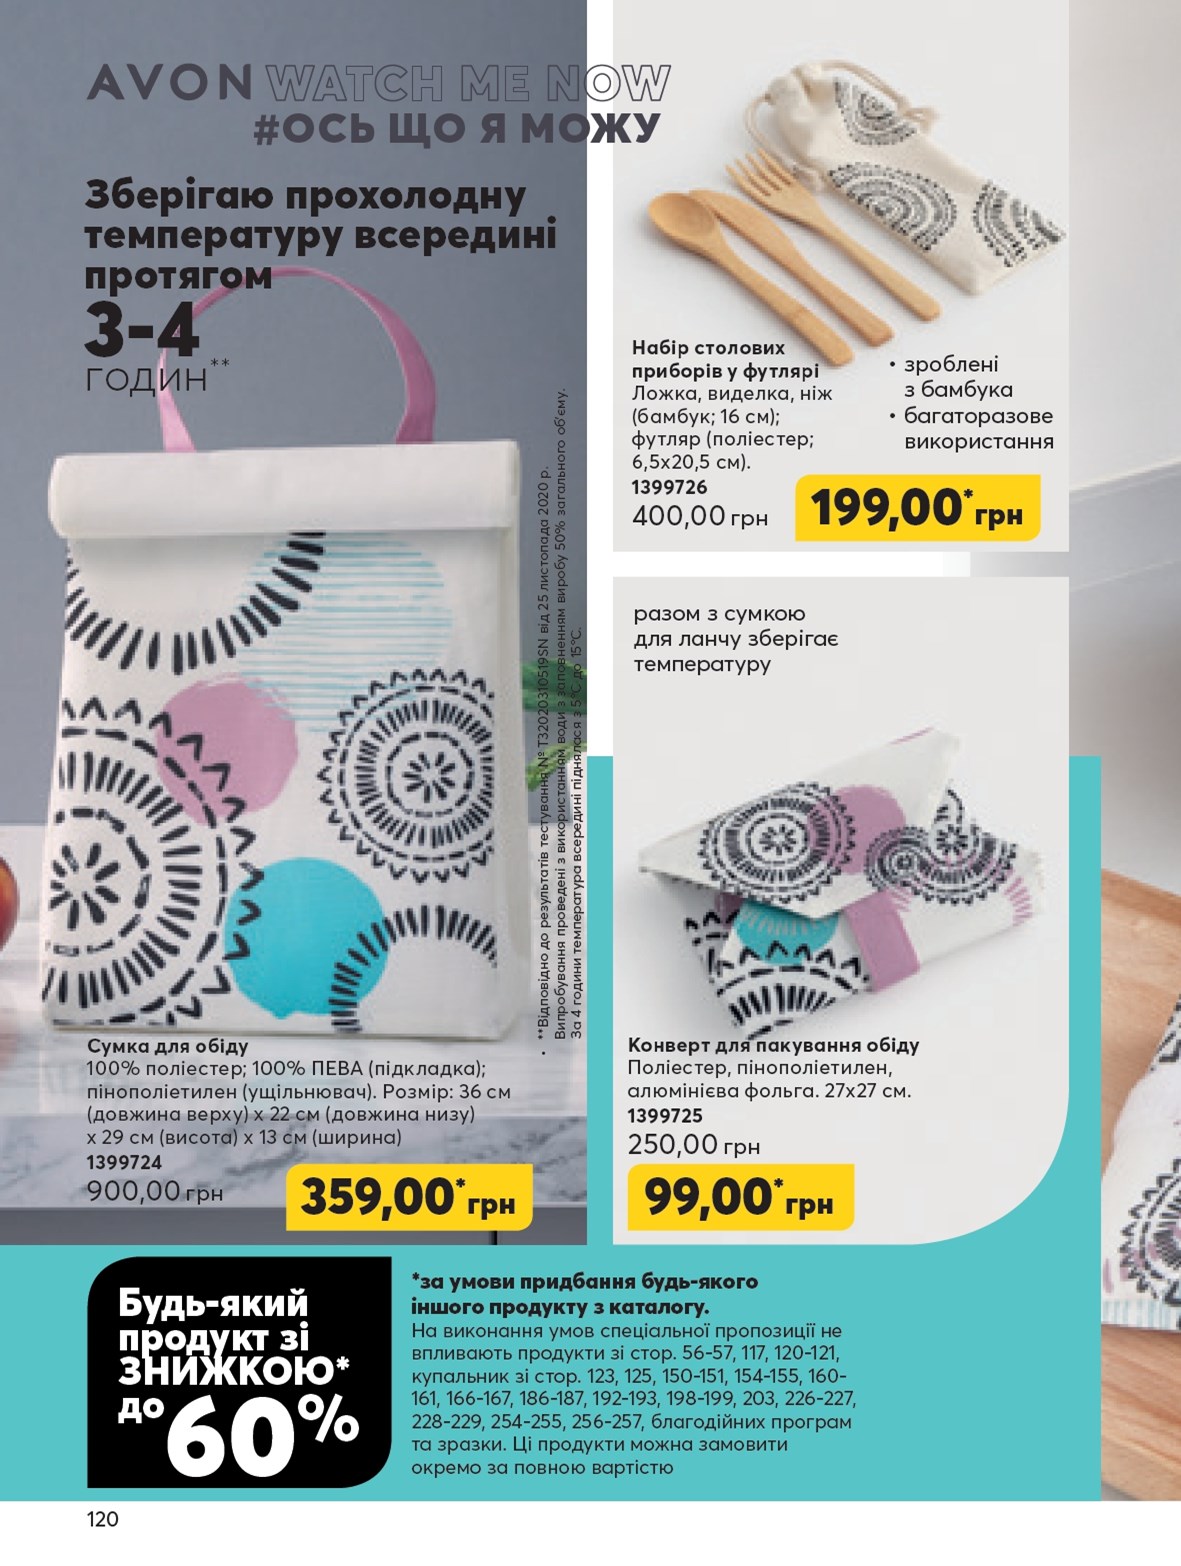 AVON WATCH ME NOW
#ОСЬ ЩО Я МОЖУ
Зберігаю прохолодну
температуру всередині
протягом
3-4
ГОДИН**
**Відповідно до результатів тестування № T32020310519SN від 25 листопада 2020 р.
Випробування проведені з використанням води з заповненням виробу 50% загального об'єму.
За 4 години температура всередині піднялася з 5°С до 15°С.
Сумка для обіду
100% поліестер; 100% ПЕВА (підкладка);
пінополіетилен (ущільнювач). Розмір: 36 см
(довжина верху) х 22 см (довжина низу)
х 29 см (висота) х 13 см (ширина)
1399724
900,00 грн
359,00* грн
Набір столових
приборів у футлярі
Ложка, виделка, ніж
(бамбук; 16 см);
футляр (поліестер;
6,5х20,5 см).
1399726
400,00 грн
• зроблені
з бамбука
• багаторазове
використання
199,00* грн
разом з сумкою
для ланчу зберігає
температуру
Конверт для пакування обіду
Поліестер, пінополіетилен,
алюмінієва фольга. 27х27 см.
1399725
250,00 грн
99,00* грн
Будь-який
продукт зі
ЗНИЖКОЮ*
до 60%
*за умови придбання будь-якого
іншого продукту з каталогу.
На виконання умов спеціальної пропозиції не
впливають продукти зі стор. 56-57, 117, 120-121,
купальник зі стор. 123, 125, 150-151, 154-155, 160-
161, 166-167, 186-187, 192-193, 198-199, 203, 226-227,
228-229, 254-255, 256-257, благодійних програм
та зразки. Ці продукти можна замовити
окремо за повною вартістю
120